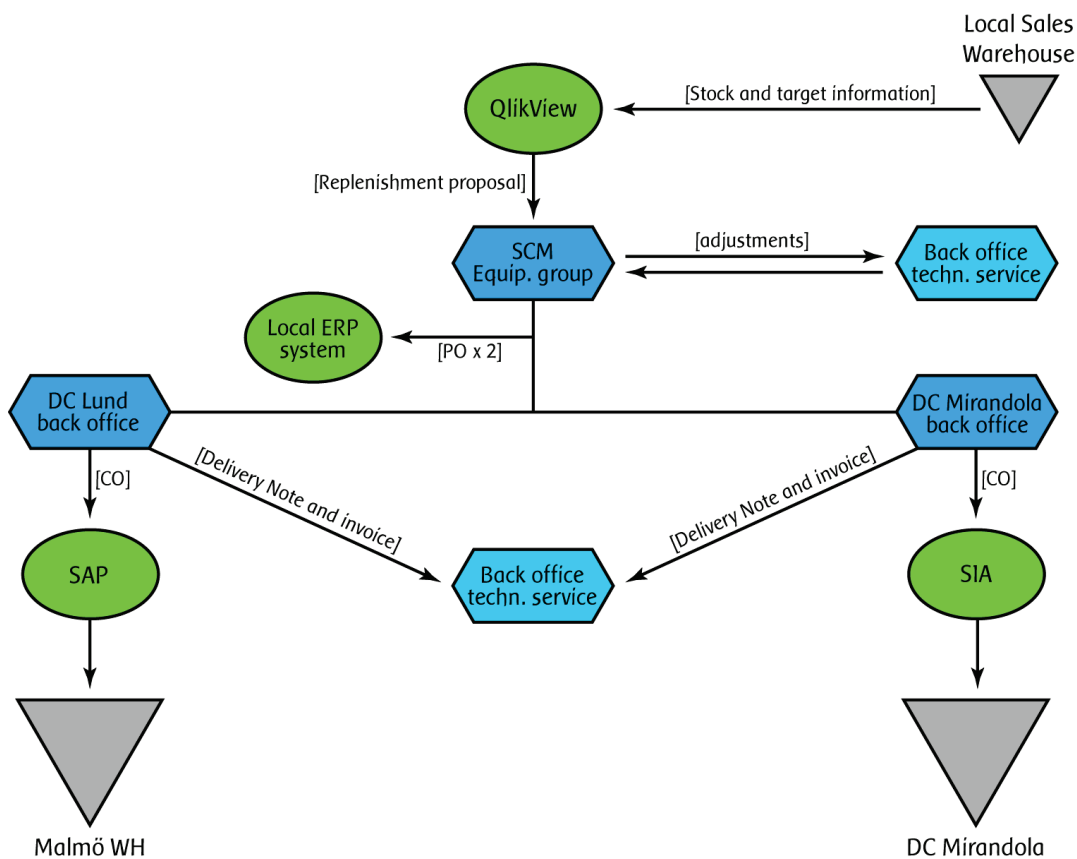 Local Sales
Warehouse
[Stock and target information]
QlikView
[Replenishment proposal]
SCM
Equip. group
[adjustments]
Back office
techn. service
Local ERP
system
[PO x 2]
DC Lund
back office
DC Mirandola
back office
[CO]
[Delivery Note and invoice]
[Delivery Note and invoice]
[CO]
SAP
Back office
techn. service
SIA
Malmö WH
DC Mirandola